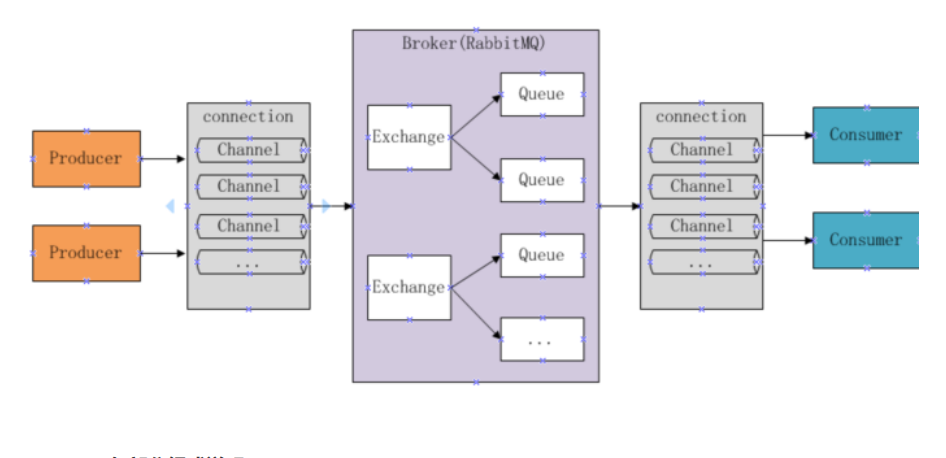 Broker(RabbitMQ)
Producer
Producer
connection
Channel
Channel
Channel
...
Exchange
Queue
Queue
Exchange
Queue
...
connection
Channel
Channel
Channel
...
Consumer
Consumer